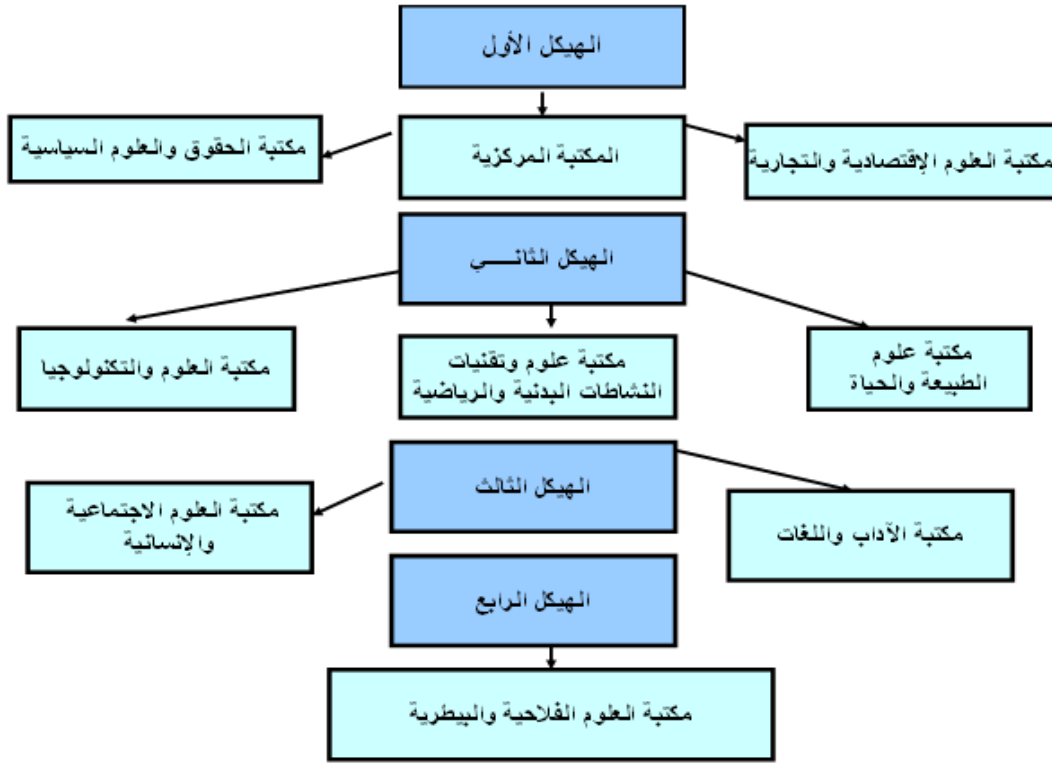 الهيكل الأول
مكتبة العلوم الإقتصادية والتجارية
المكتبة المركزية
مكتبة الحقوق والعلوم السياسية
الهيكل الثانـــــي
مكتبة علوم
الطبيعة والحياة
مكتبة علوم وتقنيات
النشاطات البدنية والرياضية
مكتبة العلوم والتكنولوجيا
الهيكل الثالث
مكتبة الآداب واللغات
مكتبة العلوم الاجتماعية
والإنسانية
الهيكل الرابع
مكتبة العلوم الفلاحية والبيطرية